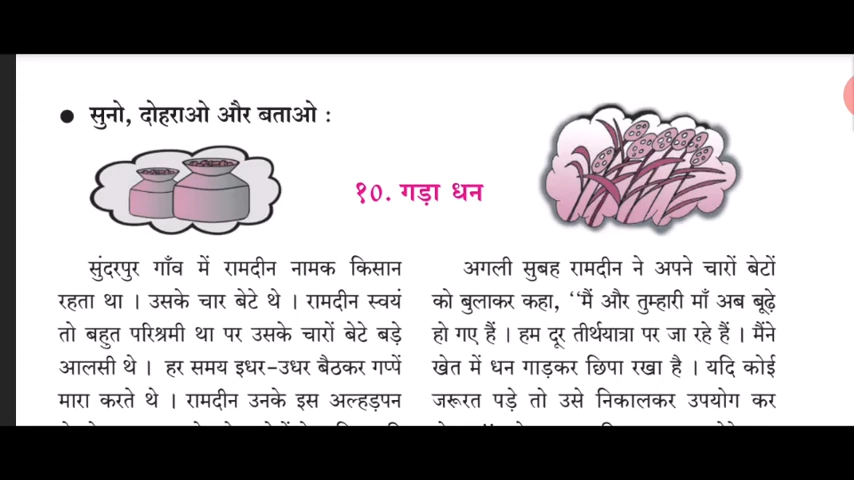 ● सुनो, दोहराओ और बताओ :
१०. गड़ा धन
सुंदरपुर गाँव में रामदीन नामक किसान
रहता था । उसके चार बेटे थे । रामदीन स्वयं
तो बहुत परिश्रमी था पर उसके चारों बेटे बड़े
आलसी थे । हर समय इधर-उधर बैठकर गप्पें
मारा करते थे । रामदीन उनके इस अल्हड़पन
अगली सुबह रामदीन ने अपने चारों बेटों
को बुलाकर कहा, ‘‘मैं और तुम्हारी माँ अब बूढ़े
हो गए हैं । हम दूर तीर्थयात्रा पर जा रहे हैं । मैंने
खेत में धन गाड़कर छिपा रखा है । यदि कोई
जरूरत पड़े तो उसे निकालकर उपयोग कर